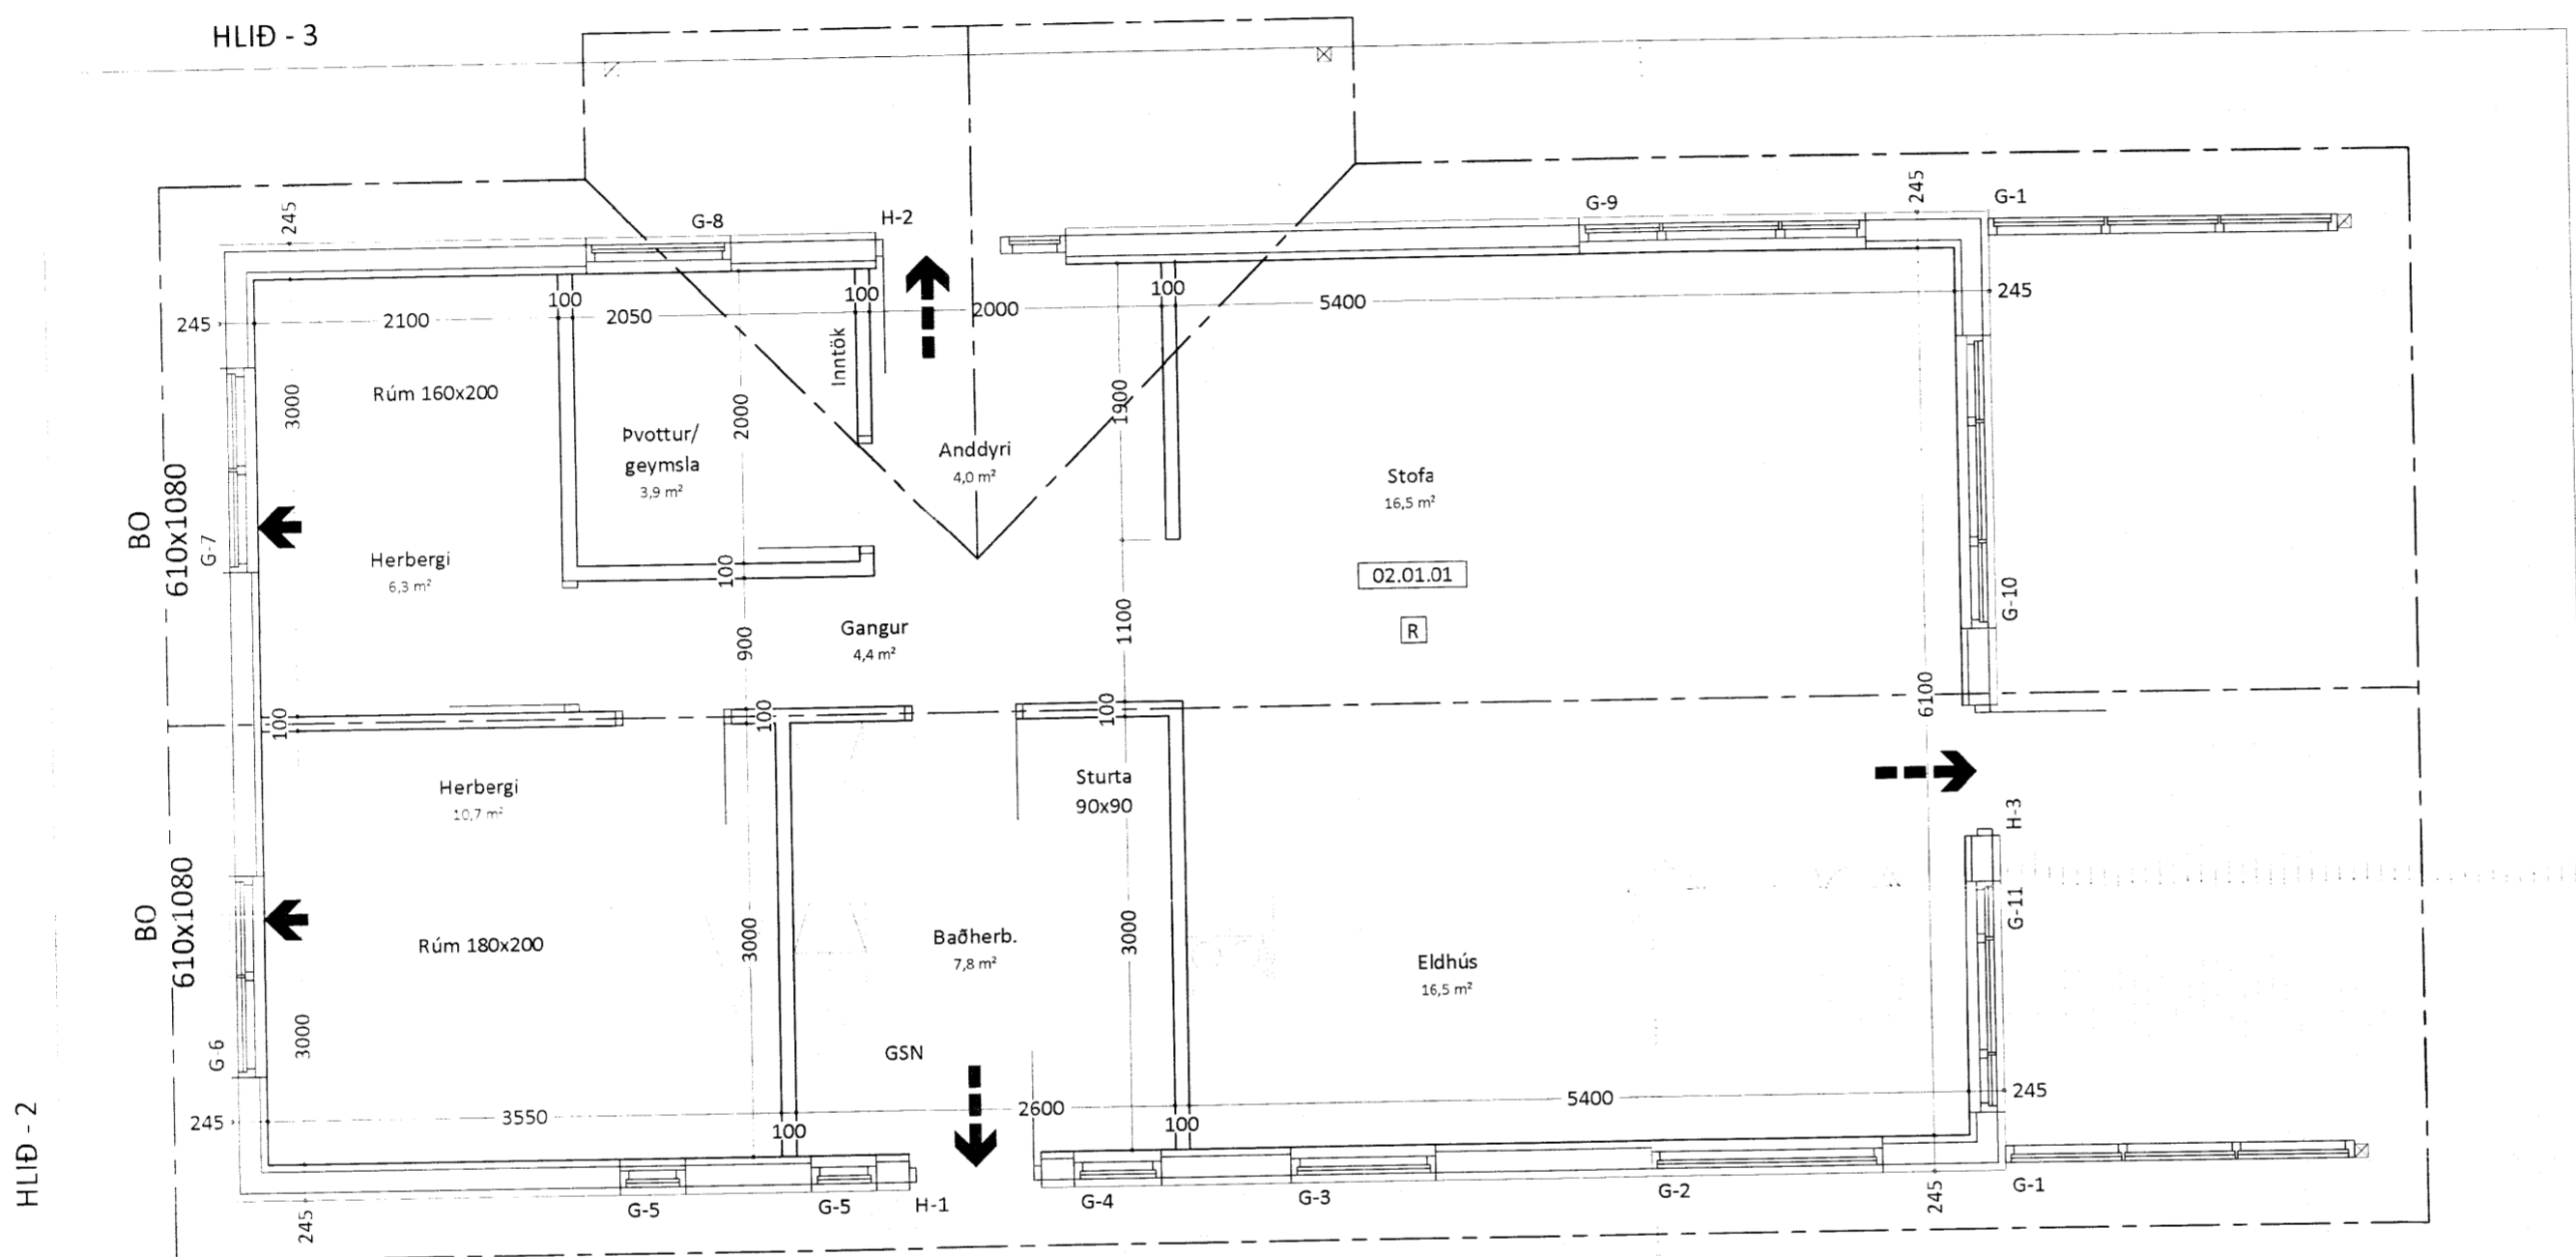 HLIÐ - 3
245
G-8
H-2
G-9
245
G-1
245
2100
100
2050
100
2000
100
5400
245
Inntök
3000
Rúm 160x200
2000
1900
Þvottur/
geymsla
3,9 m²
Anddyri
4,0 m²
Stofa
16,5 m²
BO
610x1080
G-7
Herbergi
6,3 m²
100
02.01.01
R
G-10
Gangur
4,4 m²
900
1100
100
100
100
6100
Herbergi
10,7 m²
Sturta
90x90
H-3
BO
610x1080
Rúm 180x200
3000
Baðherb.
7,8 m²
3000
Eldhús
16,5 m²
G-11
G-6
3000
GSN
245
3550
100
2600
100
5400
245
HLIÐ - 2
245
G-5
G-5
H-1
G-4
G-3
G-2
245
G-1